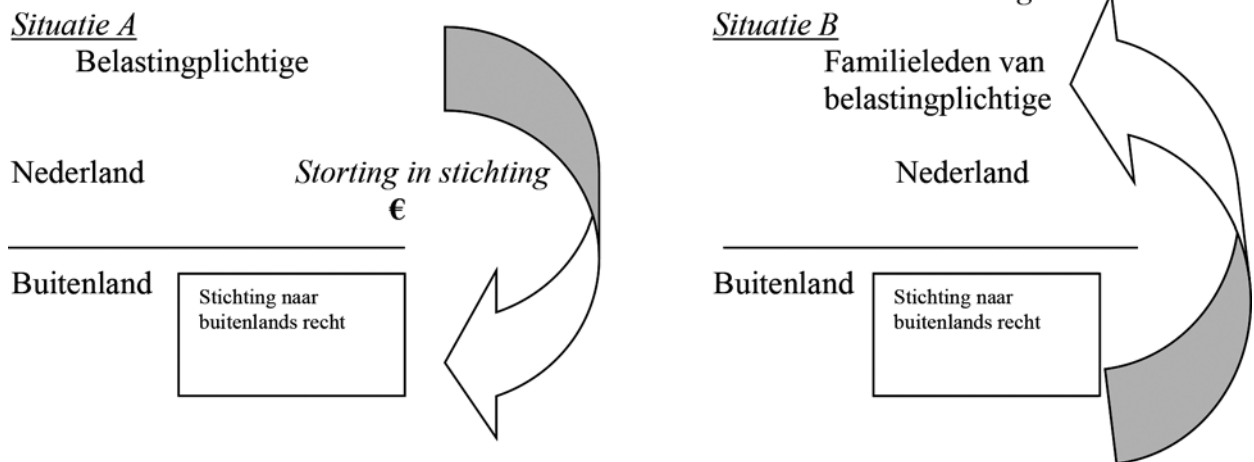 Situatie A
Belastingplichtige
Nederland
Storting in stichting
€
Buitenland
Stichting naar
buitenlands recht
Situatie B
Familieleden van
belastingplichtige
Nederland
Buitenland
Stichting naar
buitenlands recht